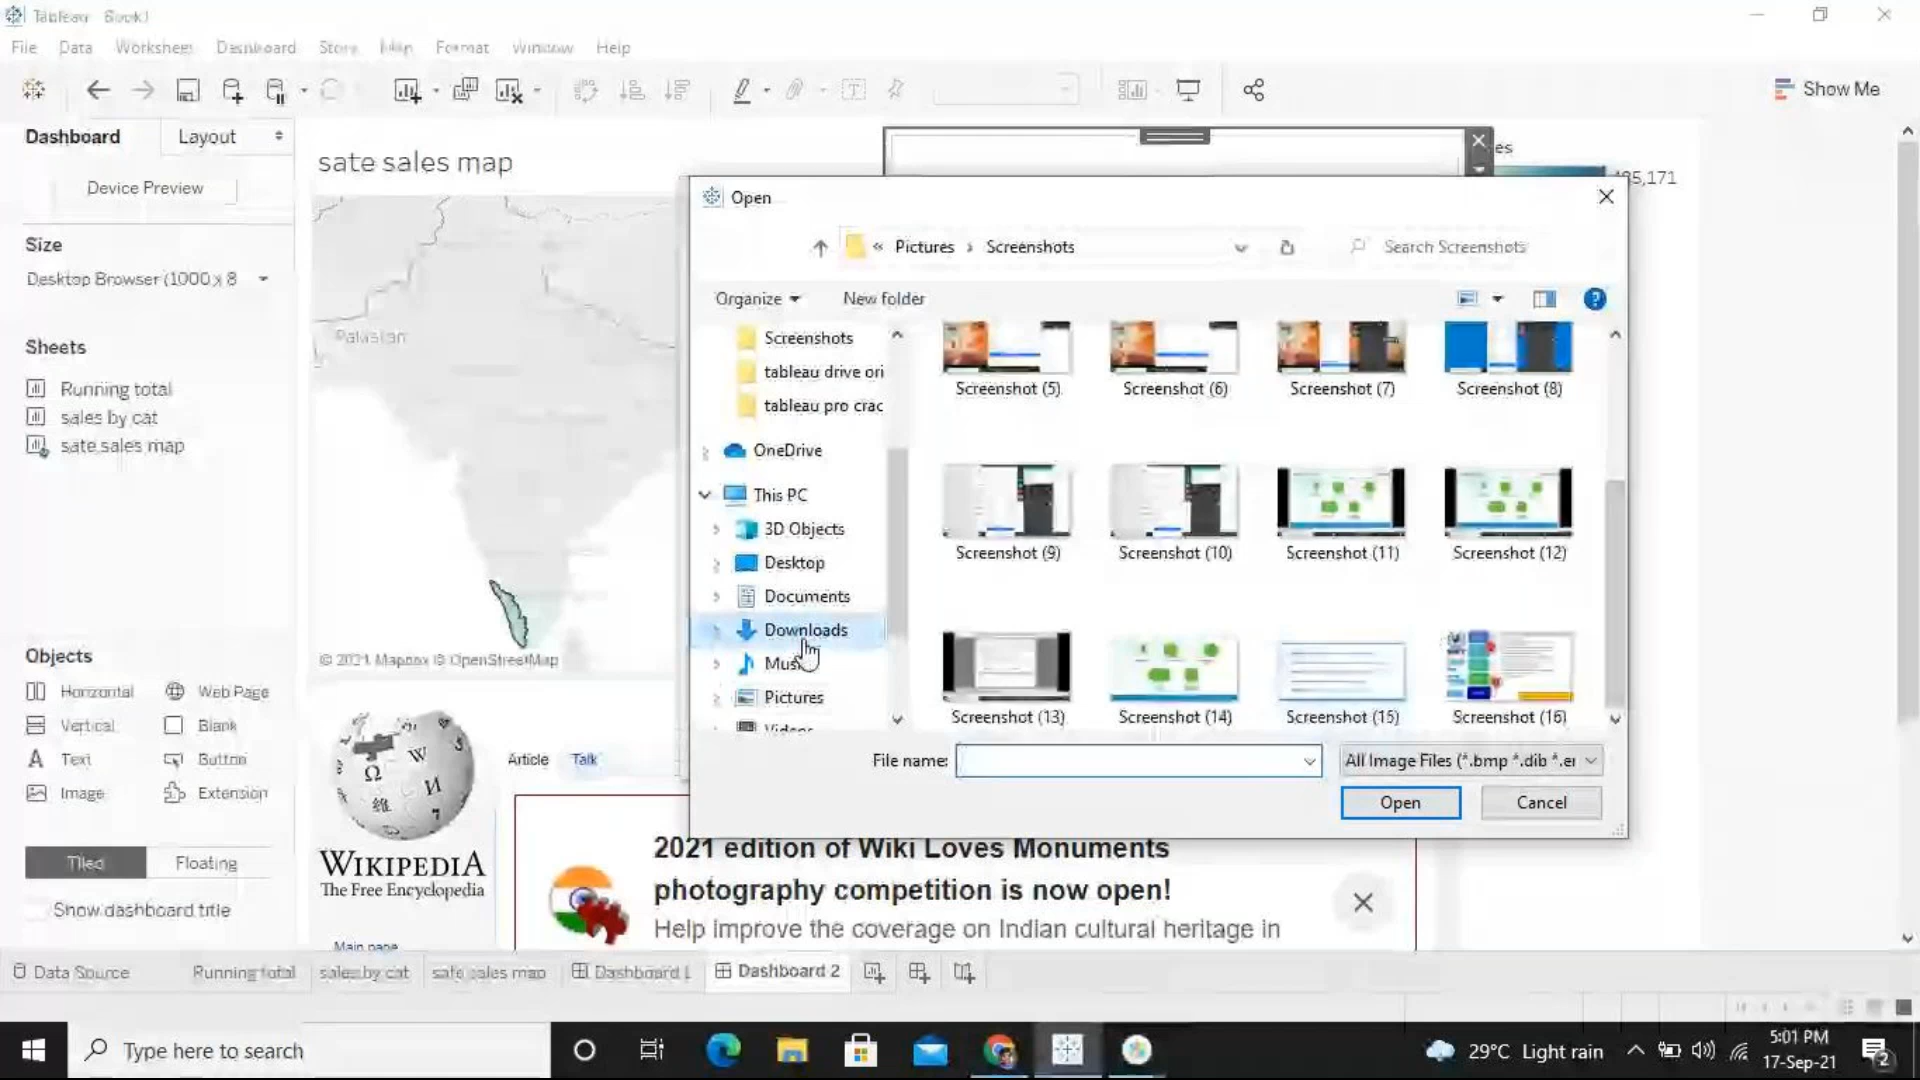 Tableau - Book1
File Data Worksheet Dashboard Story Map Format Window Help
Show Me
Dashboard
Layout
Device Preview
Size
Desktop Browser (1000 x 8
Sheets
Running total
sales by cat
sate sales map
Objects
Horizontal
Web Page
Vertical
Blank
Text
Button
Image
Extension
Tiled
Floating
Show dashboard title
sate sales map
Pakistan
© 2021 Mapbox © OpenStreetMap
es
485,171
Open
« Pictures › Screenshots
Search Screenshots
Organize
New folder
Screenshots
tableau drive ori
tableau pro crac
OneDrive
This PC
3D Objects
Desktop
Documents
Downloads
Music
Pictures
Videos
Screenshot (5)
Screenshot (6)
Screenshot (7)
Screenshot (8)
Screenshot (9)
Screenshot (10)
Screenshot (11)
Screenshot (12)
Screenshot (13)
Screenshot (14)
Screenshot (15)
Screenshot (16)
File name:
All Image Files (*.bmp *.dib *.er
Open
Cancel
WIKIPEDIA
The Free Encyclopedia
Main page
Article
Talk
2021 edition of Wiki Loves Monuments
photography competition is now open!
Help improve the coverage on Indian cultural heritage in
Data Source
Running total
sales by cat
sate sales map
Dashboard 1
Dashboard 2
Type here to search
29°C Light rain
5:01 PM
17-Sep-21
2